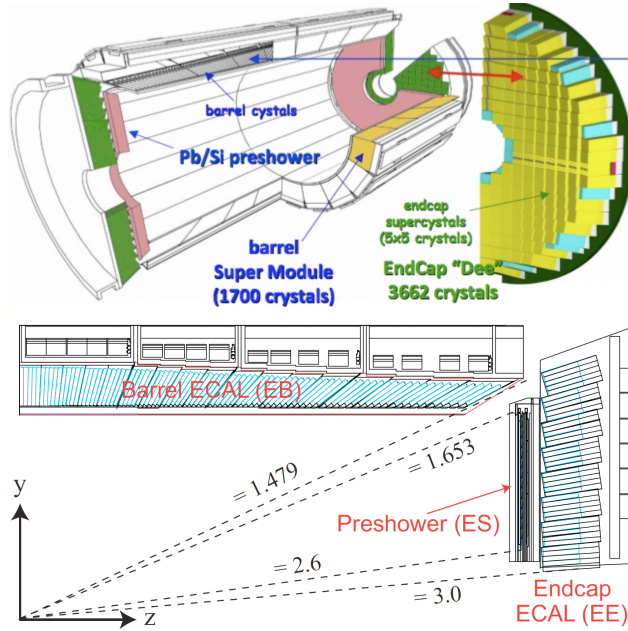 barrel cystals
Pb/Si preshower
barrel
Super Module
(1700 crystals)
endcap
supercystals
(5x5 crystals)
EndCap "Dee"
3662 crystals
Barrel ECAL (EB)
= 1.479
= 1.653
y
Preshower (ES)
= 2.6
= 3.0
z
Endcap
ECAL (EE)